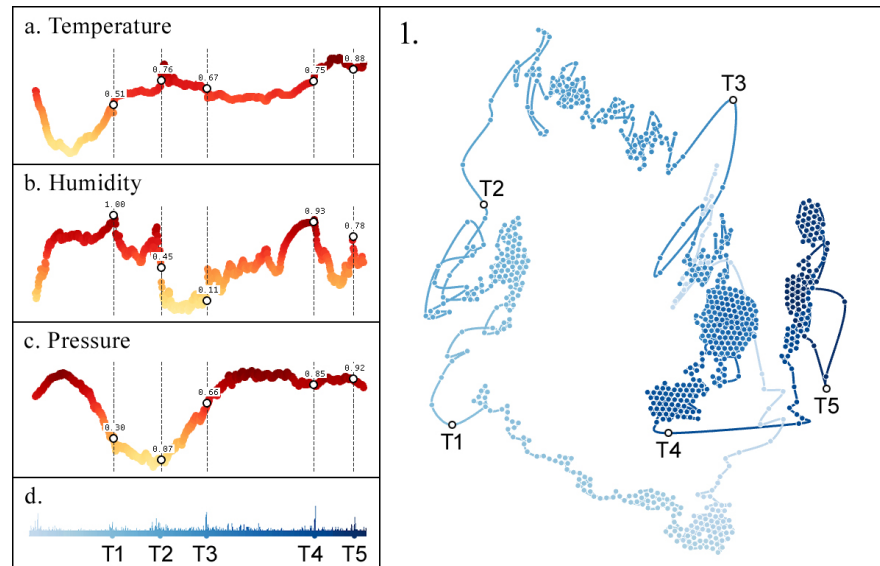 a. Temperature
0.51
0.76
0.67
0.75
0.88
b. Humidity
1.00
0.45
0.11
0.93
0.78
c. Pressure
0.30
0.07
0.66
0.85
0.92
d.
T1 T2 T3 T4 T5
1.
T3
T2
T5
T1
T4